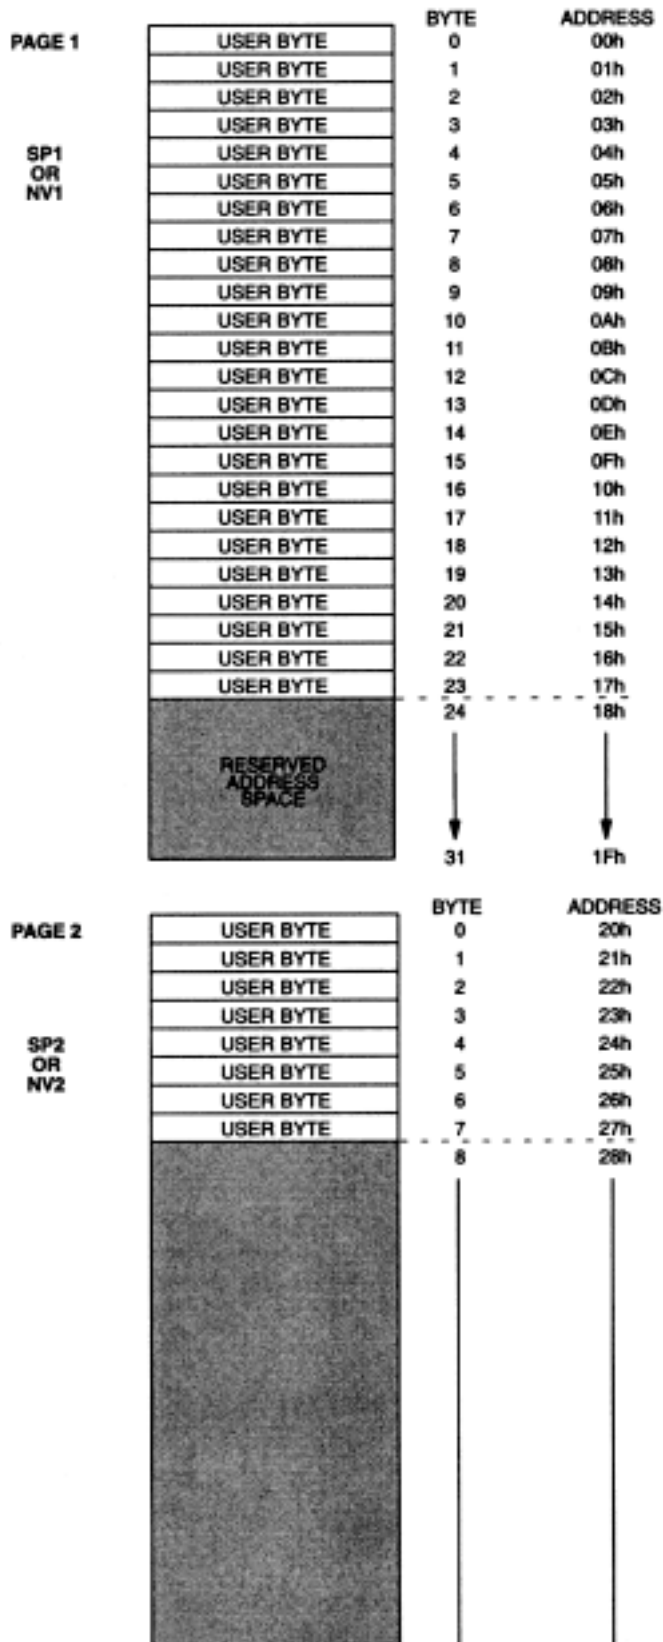 BYTE ADDRESS
PAGE 1 USER BYTE 0 00h
USER BYTE 1 01h
USER BYTE 2 02h
USER BYTE 3 03h
SP1 USER BYTE 4 04h
OR
NV1 USER BYTE 5 05h
USER BYTE 6 06h
USER BYTE 7 07h
USER BYTE 8 08h
USER BYTE 9 09h
USER BYTE 10 0Ah
USER BYTE 11 0Bh
USER BYTE 12 0Ch
USER BYTE 13 0Dh
USER BYTE 14 0Eh
USER BYTE 15 0Fh
USER BYTE 16 10h
USER BYTE 17 11h
USER BYTE 18 12h
USER BYTE 19 13h
USER BYTE 20 14h
USER BYTE 21 15h
USER BYTE 22 16h
USER BYTE 23 17h
24 18h
RESERVED
ADDRESS
SPACE
31 1Fh
BYTE ADDRESS
PAGE 2 USER BYTE 0 20h
USER BYTE 1 21h
USER BYTE 2 22h
USER BYTE 3 23h
SP2 USER BYTE 4 24h
OR
NV2 USER BYTE 5 25h
USER BYTE 6 26h
USER BYTE 7 27h
8 28h